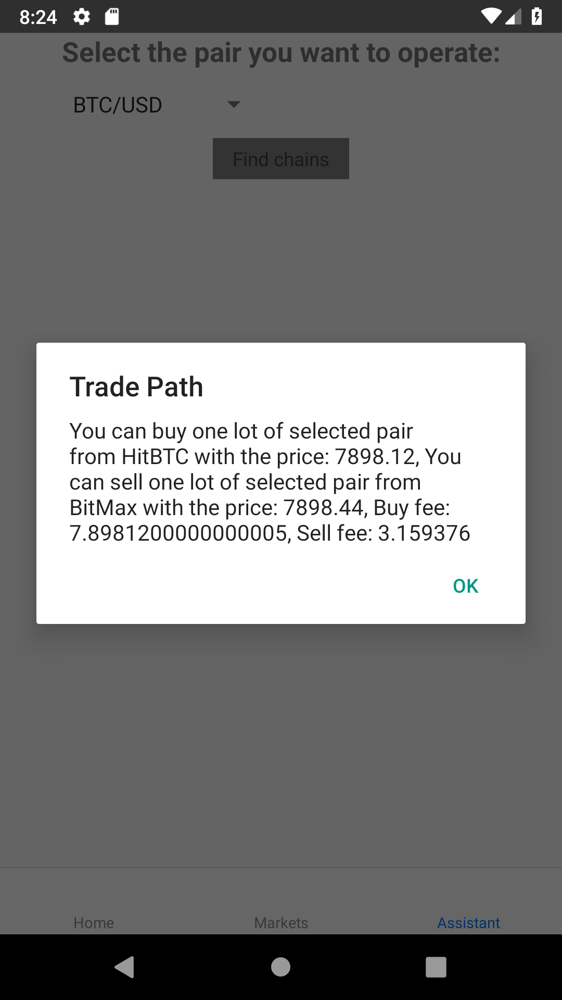 8:24
Select the pair you want to operate:
BTC/USD
Find chains
Trade Path
You can buy one lot of selected pair
from HitBTC with the price: 7898.12, You
can sell one lot of selected pair from
BitMax with the price: 7898.44, Buy fee:
7.8981200000000005, Sell fee: 3.159376
OK
Home
Markets
Assistant